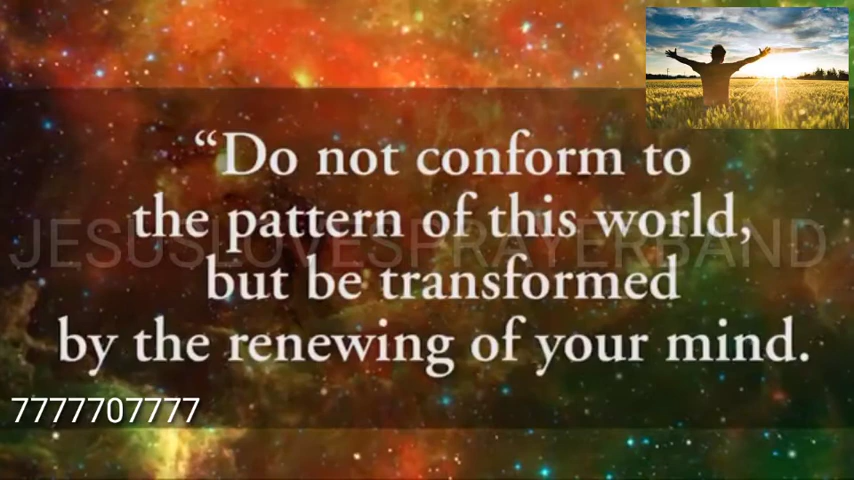 “Do not conform to
the pattern of this world,
JESUSLOVESPRAYERBAND
but be transformed
by the renewing of your mind.
7777707777